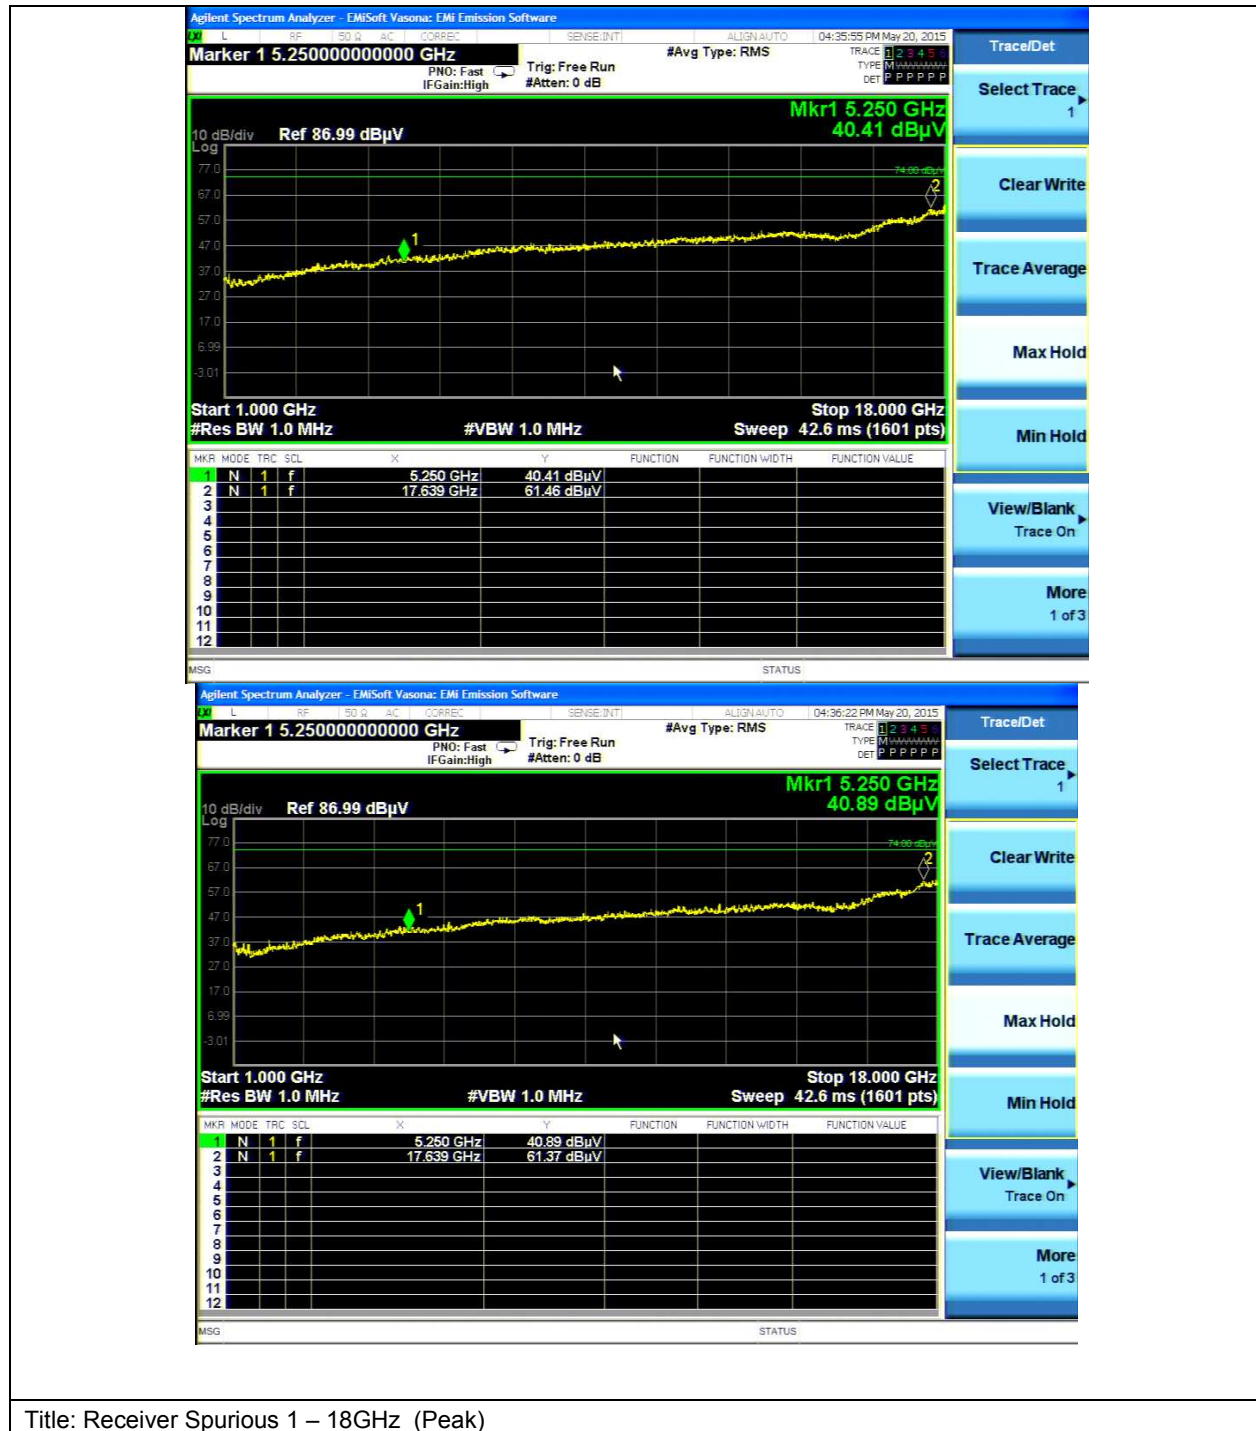 Agilent Spectrum Analyzer - EMiSoft Vasona: EMi Emission Software
LXI L RF 50 Ω AC CORREC SENSE:INT ALIGNAUTO 04:35:55 PM May 20, 2015
Marker 1 5.250000000000 GHz
#Avg Type: RMS
TRACE 1 2 3 4 5 6
PNO: Fast
Trig: Free Run
TYPE M
IFGain:High
#Atten: 0 dB
DET P P P P P P
Mkr1 5.250 GHz
40.41 dBµV
10 dB/div Ref 86.99 dBµV
Log
77.0
74.00 dBµV
67.0
2
57.0
47.0
1
37.0
27.0
17.0
6.99
-3.01
Start 1.000 GHz Stop 18.000 GHz
#Res BW 1.0 MHz #VBW 1.0 MHz Sweep 42.6 ms (1601 pts)
MKR MODE TRC SCL X Y FUNCTION FUNCTION WIDTH FUNCTION VALUE
1 N 1 f 5.250 GHz 40.41 dBµV
2 N 1 f 17.639 GHz 61.46 dBµV
3
4
5
6
7
8
9
10
11
12
MSG STATUS
Trace/Det
Select Trace
1
Clear Write
Trace Average
Max Hold
Min Hold
View/Blank
Trace On
More
1 of 3
Agilent Spectrum Analyzer - EMiSoft Vasona: EMi Emission Software
LXI L RF 50 Ω AC CORREC SENSE:INT ALIGNAUTO 04:36:22 PM May 20, 2015
Marker 1 5.250000000000 GHz
#Avg Type: RMS
TRACE 1 2 3 4 5 6
PNO: Fast
Trig: Free Run
TYPE M
IFGain:High
#Atten: 0 dB
DET P P P P P P
Mkr1 5.250 GHz
40.89 dBµV
10 dB/div Ref 86.99 dBµV
Log
77.0
74.00 dBµV
67.0
2
57.0
47.0
1
37.0
27.0
17.0
6.99
-3.01
Start 1.000 GHz Stop 18.000 GHz
#Res BW 1.0 MHz #VBW 1.0 MHz Sweep 42.6 ms (1601 pts)
MKR MODE TRC SCL X Y FUNCTION FUNCTION WIDTH FUNCTION VALUE
1 N 1 f 5.250 GHz 40.89 dBµV
2 N 1 f 17.639 GHz 61.37 dBµV
3
4
5
6
7
8
9
10
11
12
MSG STATUS
Trace/Det
Select Trace
1
Clear Write
Trace Average
Max Hold
Min Hold
View/Blank
Trace On
More
1 of 3
Title: Receiver Spurious 1 – 18GHz (Peak)